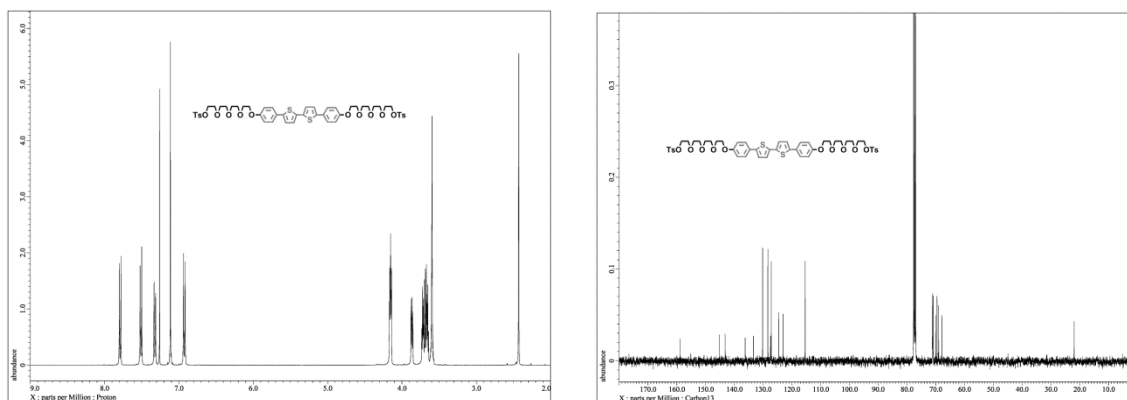 6.0
5.0
4.0
3.0
2.0
1.0
0
abundance
S
TsO O O O O S O O O O OTs
9.0 8.0 7.0 6.0 5.0 4.0 3.0 2.0
X : parts per Million : Proton
0.3
0.2
0.1
0
abundance
S
Ts O O O O O S O O O O O Ts
170.0 160.0 150.0 140.0 130.0 120.0 110.0 100.0 90.0 80.0 70.0 60.0 50.0 40.0 30.0 20.0 10.0 0
X : parts per Million : Carbon13